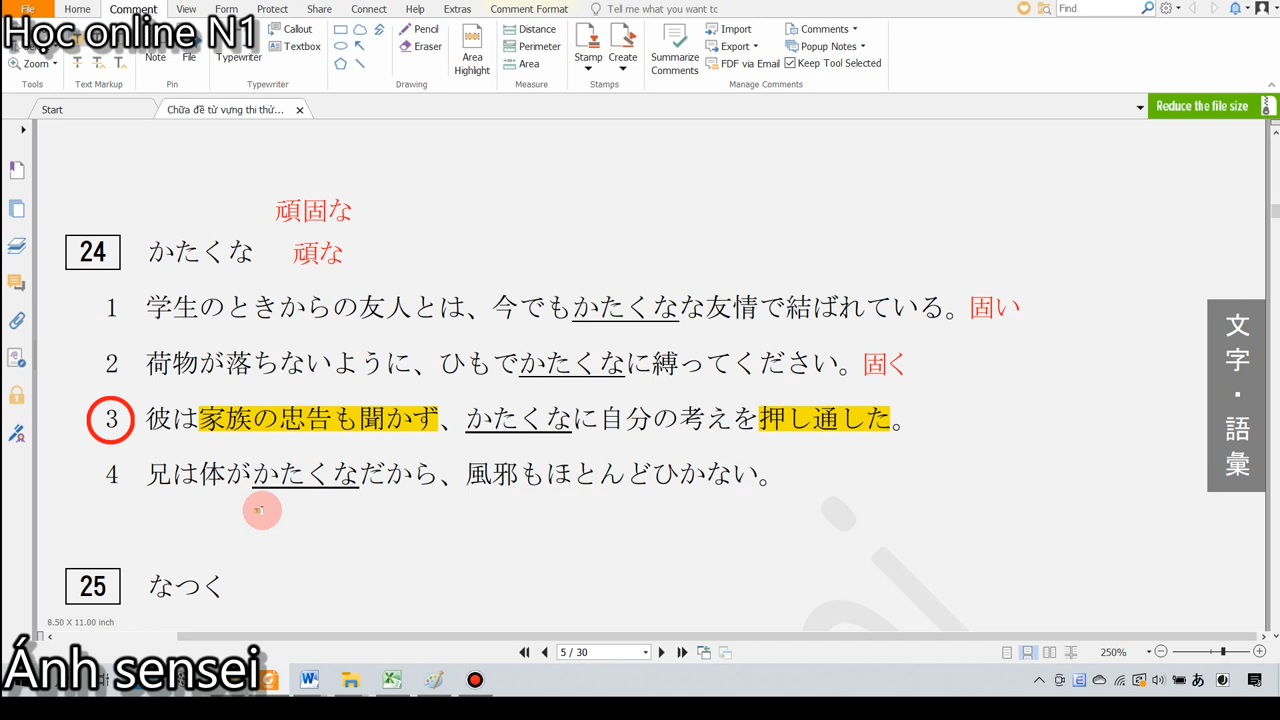 File Home Comment View Form Protect Share Connect Help Extras Comment Format Tell me what you want to Find
Học online N1
Callout Pencil Distance Import Comments
Textbox Eraser Perimeter Export Popup Notes
Zoom Typewriter Note File Area Highlight Area Stamp Create Summarize Comments FDF via Email Keep Tool Selected
Tools Text Markup Pin Typewriter Drawing Measure Stamps Manage Comments
Start Chữa đề từ vựng thi thử... Reduce the file size
頑固な
24 かたくな 頑な
1 学生のときからの友人とは、今でもかたくなな友情で結ばれている。 固い
2 荷物が落ちないように、ひもでかたくなに縛ってください。 固く
3 彼は家族の忠告も聞かず、かたくなに自分の考えを押し通した。
4 兄は体がかたくなだから、風邪もほとんどひかない。
文字・語彙
25 なつく
8.50 X 11.00 inch
5 / 30 250%
Ánh sensei
あ